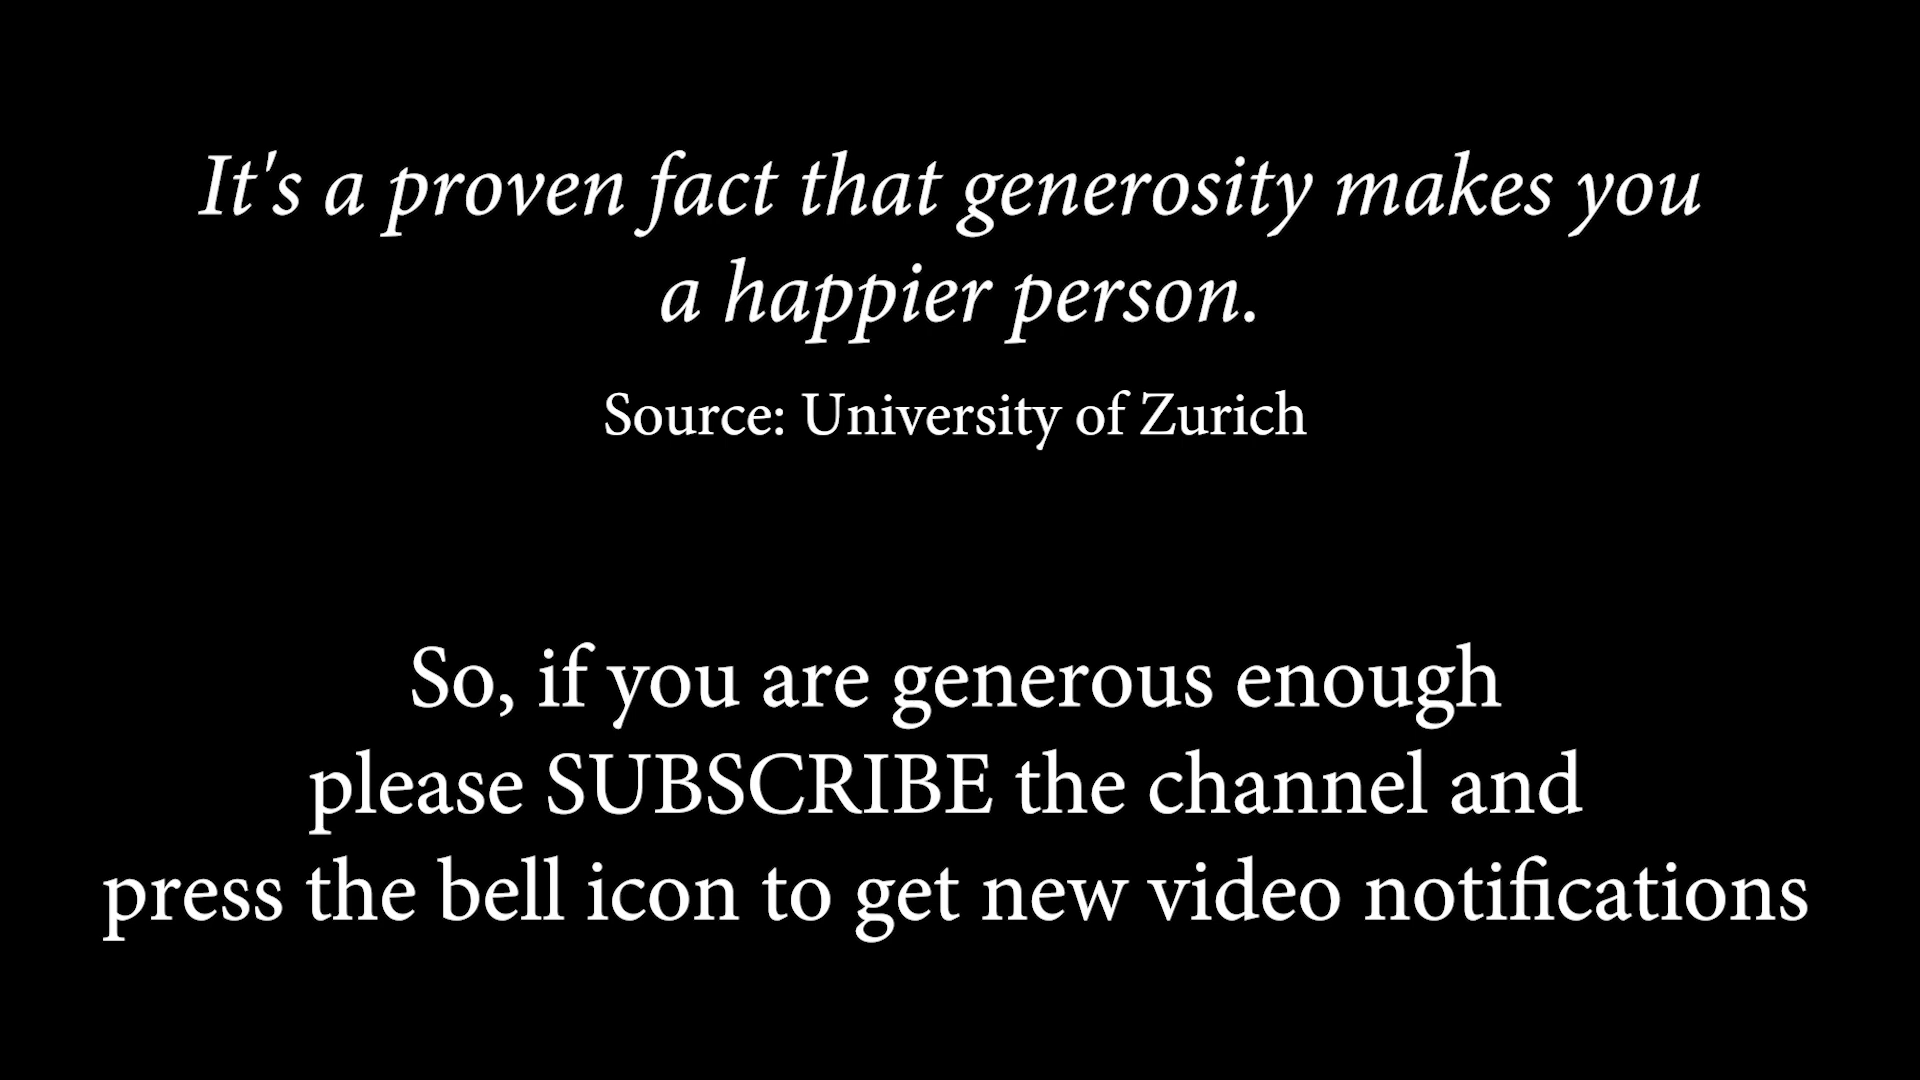 It's a proven fact that generosity makes you
a happier person.
Source: University of Zurich
So, if you are generous enough
please SUBSCRIBE the channel and
press the bell icon to get new video notifications